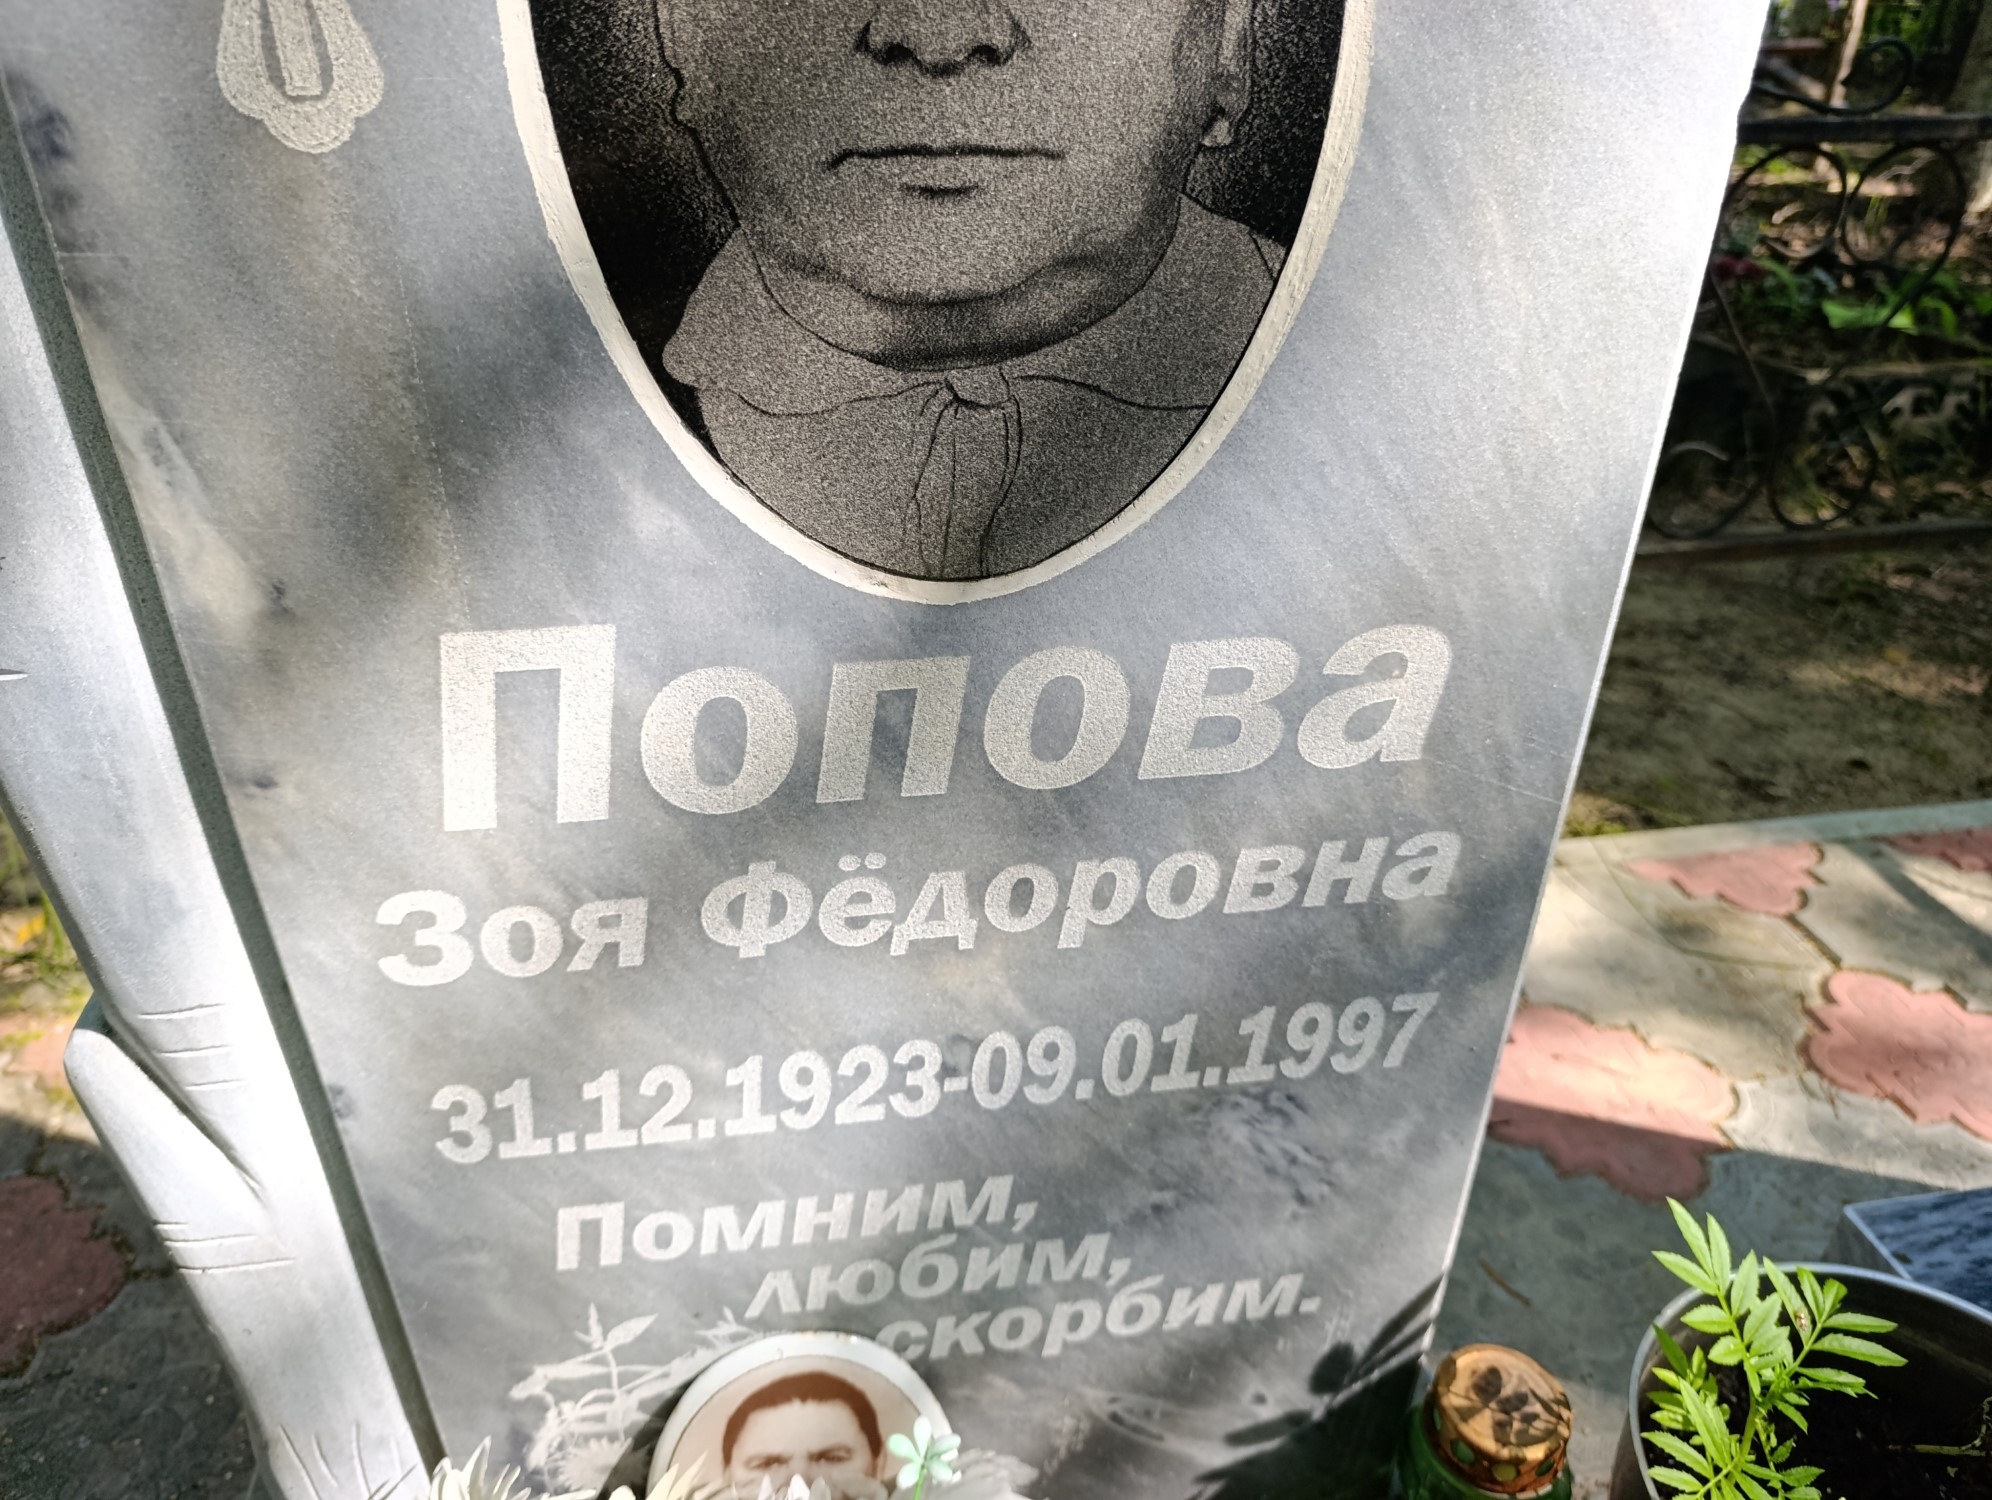 Попова
Зоя Фёдоровна
31.12.1923-09.01.1997
Помним,
любим,
скорбим.